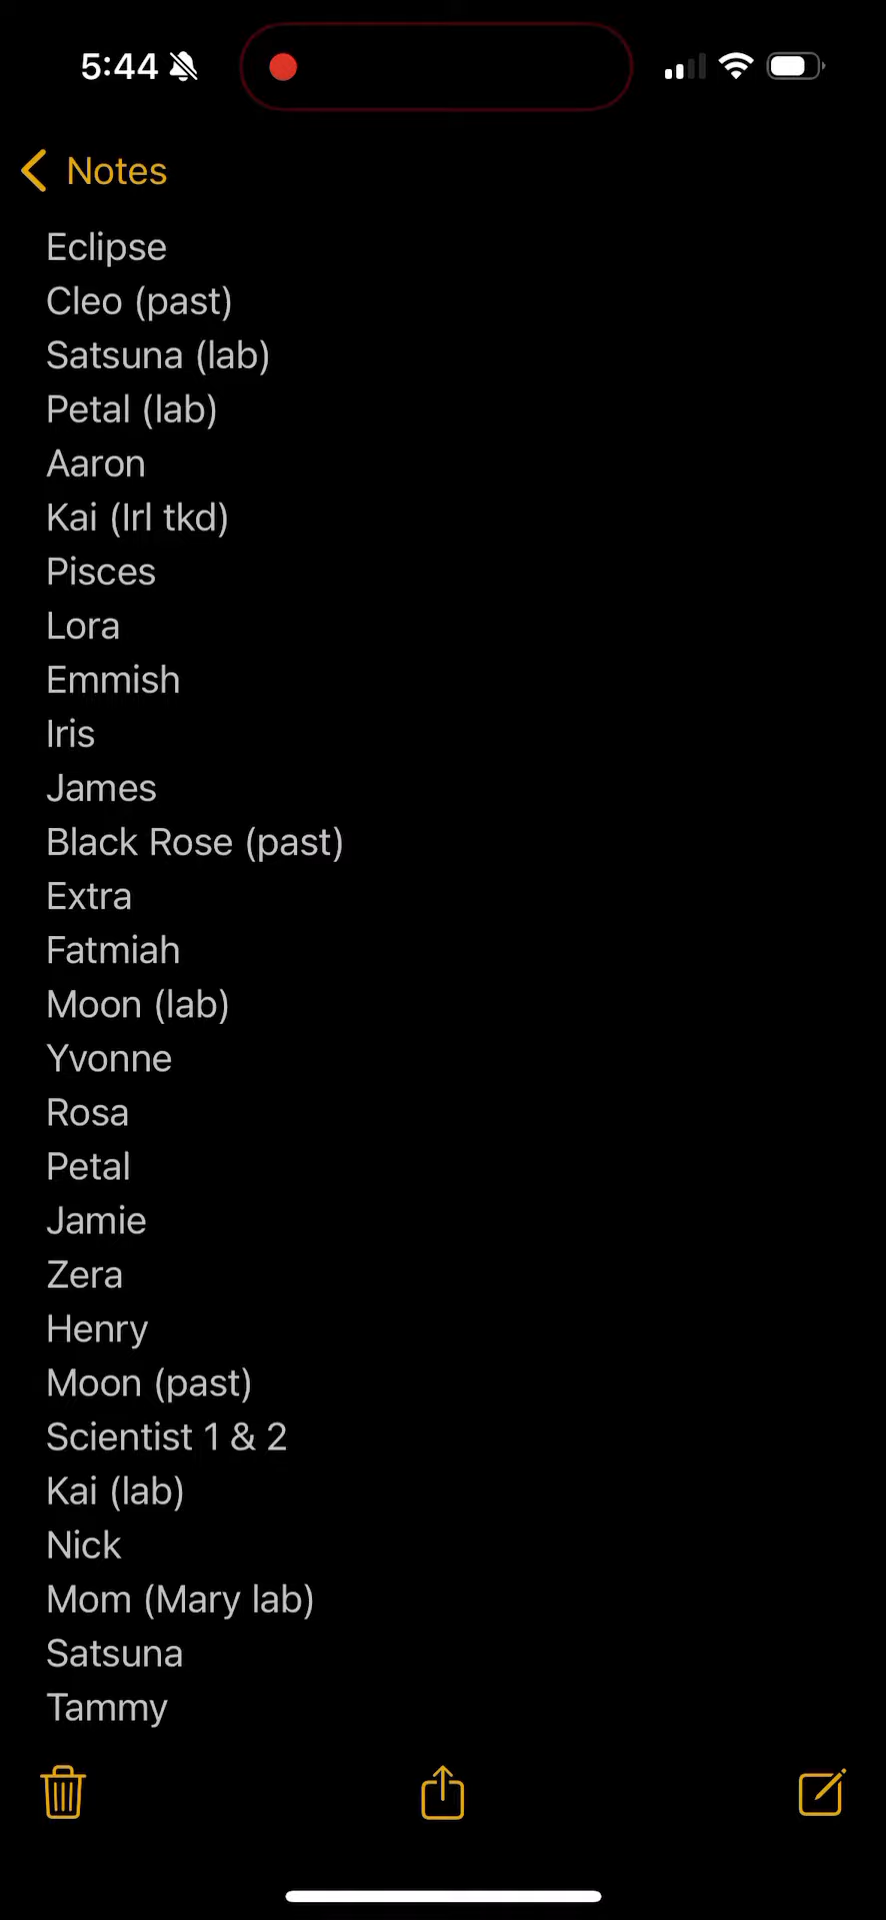 5:44
Notes
Eclipse
Cleo (past)
Satsuna (lab)
Petal (lab)
Aaron
Kai (Irl tkd)
Pisces
Lora
Emmish
Iris
James
Black Rose (past)
Extra
Fatmiah
Moon (lab)
Yvonne
Rosa
Petal
Jamie
Zera
Henry
Moon (past)
Scientist 1 & 2
Kai (lab)
Nick
Mom (Mary lab)
Satsuna
Tammy